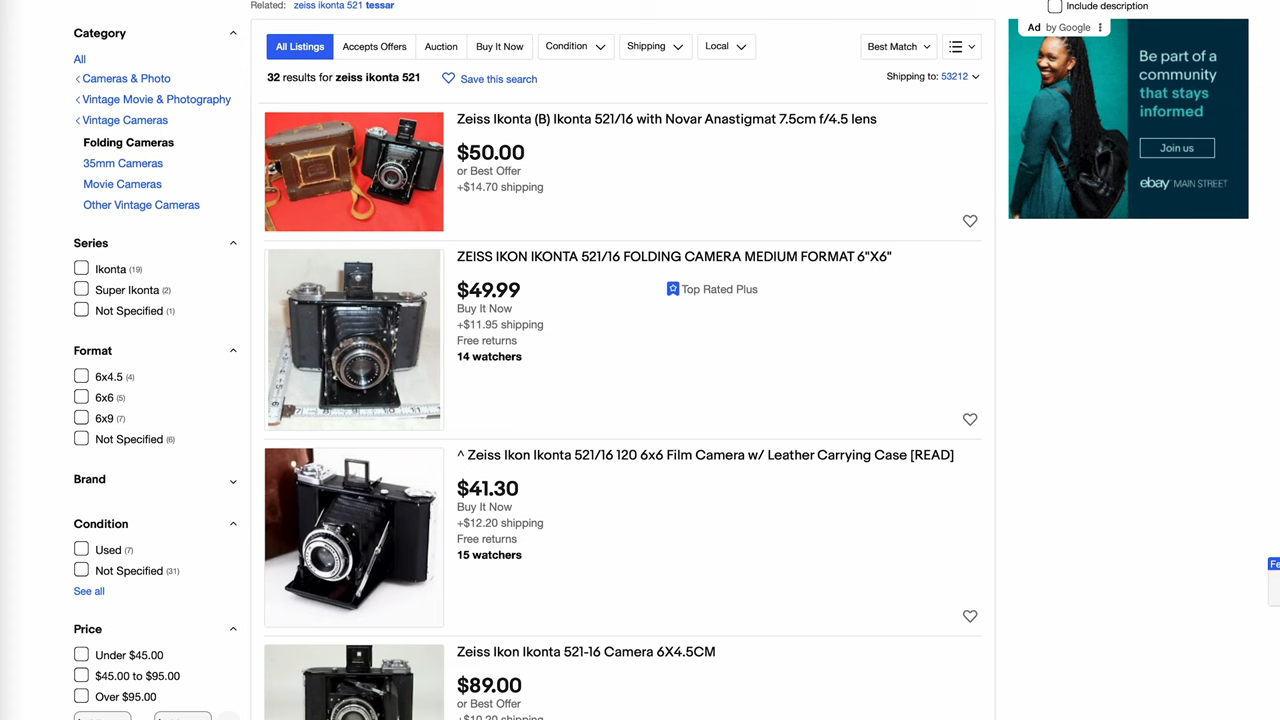 Related: zeiss ikonta 521 tessar
Include description
Category
All
Cameras & Photo
Vintage Movie & Photography
Vintage Cameras
Folding Cameras
35mm Cameras
Movie Cameras
Other Vintage Cameras
Series
Ikonta (19)
Super Ikonta (2)
Not Specified (1)
Format
6x4.5 (4)
6x6 (5)
6x9 (7)
Not Specified (6)
Brand
Condition
Used (7)
Not Specified (31)
See all
Price
Under $45.00
$45.00 to $95.00
Over $95.00
All Listings Accepts Offers Auction Buy It Now Condition Shipping Local Best Match
32 results for zeiss ikonta 521 Save this search Shipping to: 53212
Zeiss Ikonta (B) Ikonta 521/16 with Novar Anastigmat 7.5cm f/4.5 lens
$50.00
or Best Offer
+$14.70 shipping
ZEISS IKON IKONTA 521/16 FOLDING CAMERA MEDIUM FORMAT 6"X6"
$49.99 Top Rated Plus
Buy It Now
+$11.95 shipping
Free returns
14 watchers
^ Zeiss Ikon Ikonta 521/16 120 6x6 Film Camera w/ Leather Carrying Case [READ]
$41.30
Buy It Now
+$12.20 shipping
Free returns
15 watchers
Zeiss Ikon Ikonta 521-16 Camera 6X4.5CM
$89.00
or Best Offer
+$10.20 shipping
Ad by Google
Be part of a
community
that stays
informed
Join us
ebay MAIN STREET
Fe